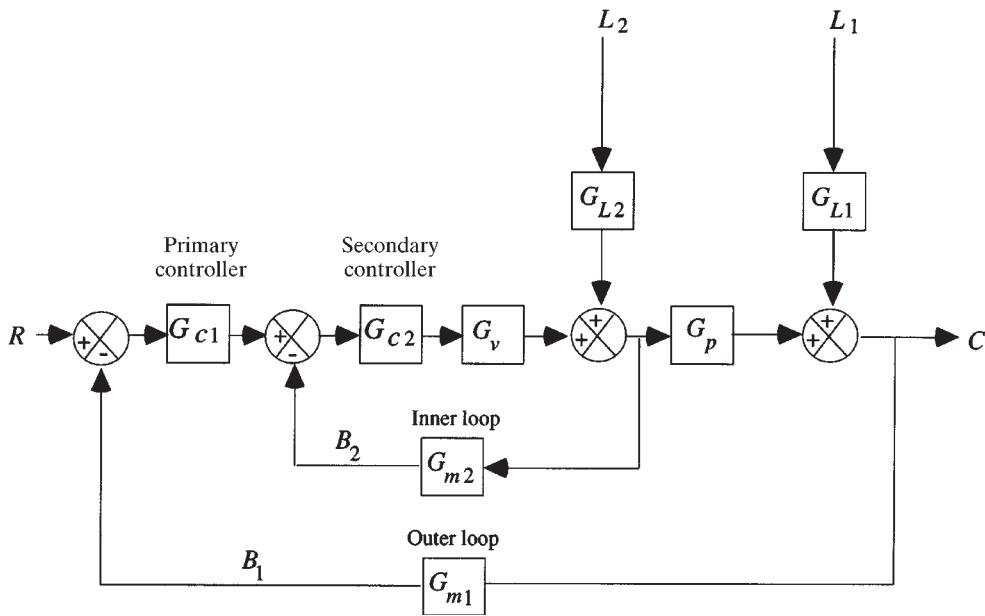 L2 L1
GL2 GL1
Primary controller
Secondary controller
R + - Gc1 + - Gc2 Gv + + Gp + + C
Inner loop
B2 Gm2
Outer loop
B1 Gm1